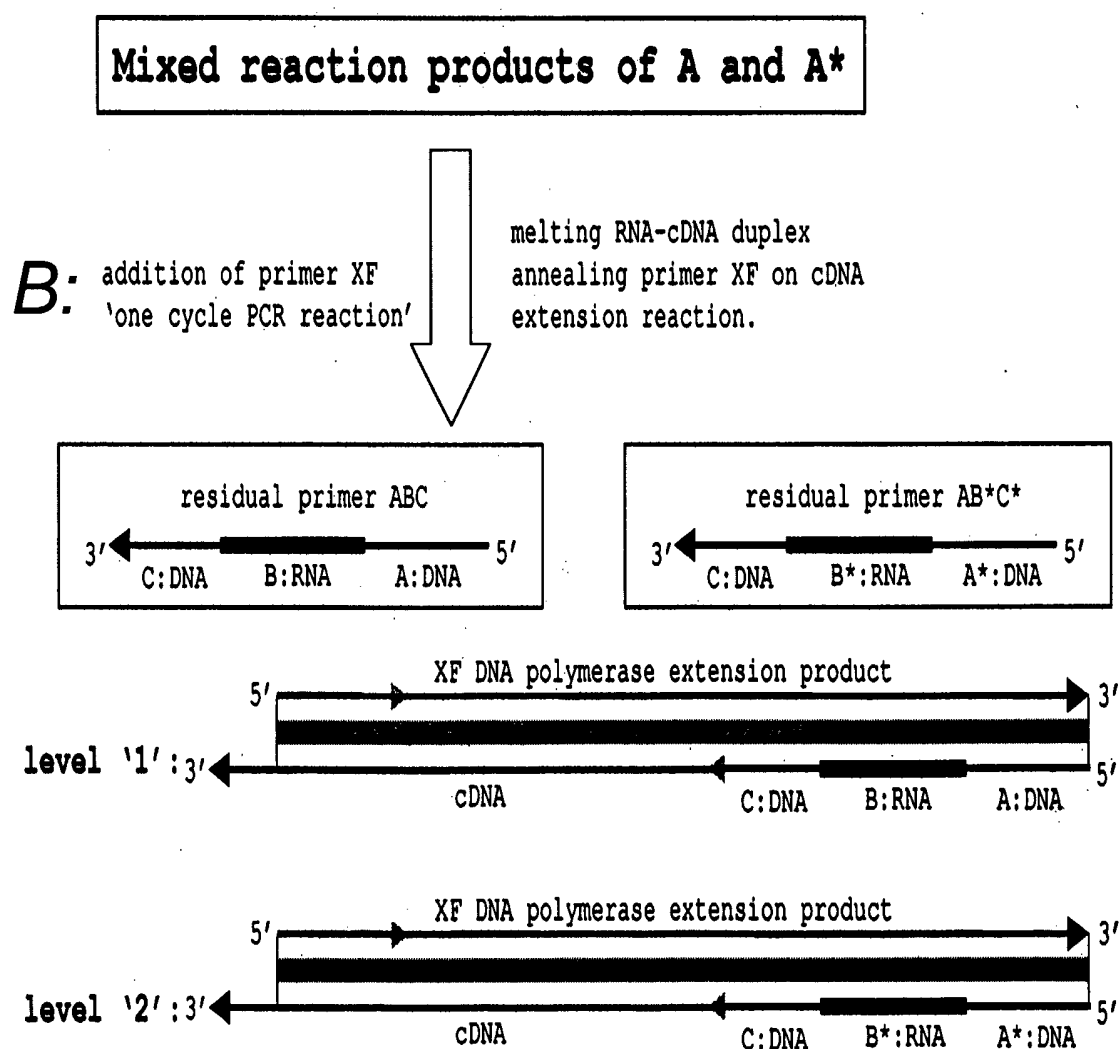 Mixed reaction products of A and A*
B:
addition of primer XF
'one cycle PCR reaction'
melting RNA-cDNA duplex
annealing primer XF on cDNA
extension reaction.
residual primer ABC
3' 5'
C:DNA B:RNA A:DNA
residual primer AB*C*
3' 5'
C:DNA B*:RNA A*:DNA
XF DNA polymerase extension product
5' 3'
level '1':3' 5'
cDNA C:DNA B:RNA A:DNA
XF DNA polymerase extension product
5' 3'
level '2':3' 5'
cDNA C:DNA B*:RNA A*:DNA